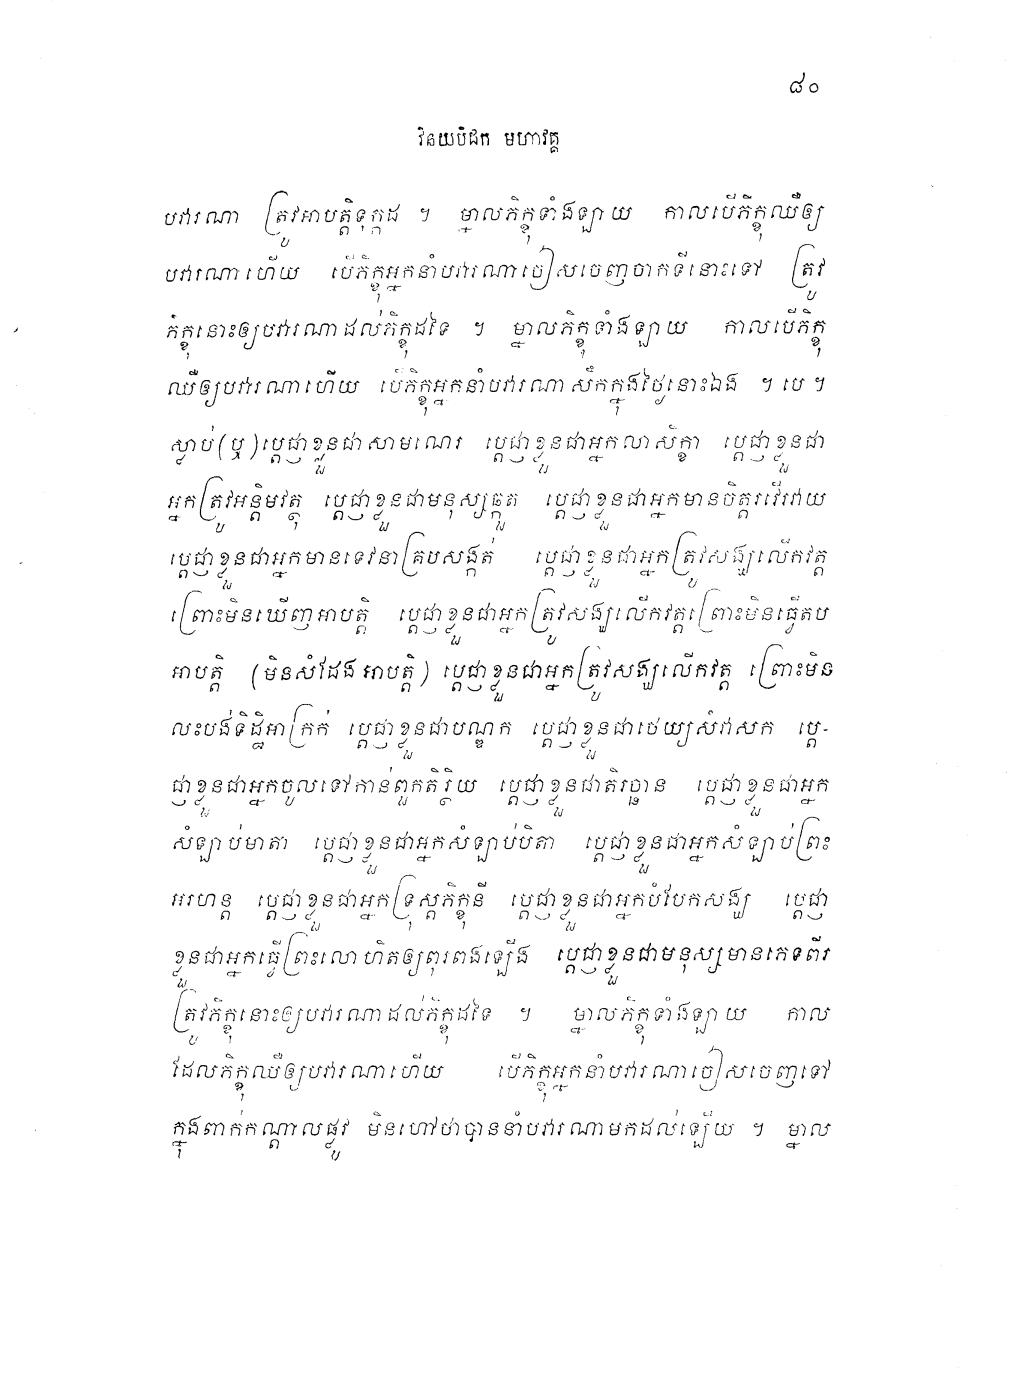 ៨០
វិនយបិដក មហាវគ្គ
បវារណា ត្រូវអាបត្តិទុក្កដ ។ ម្នាលភិក្ខុទាំងឡាយ កាលបើភិក្ខុឈឺឲ្យ
បវារណាហើយ បើភិក្ខុអ្នកនាំបវារណាចៀសចេញចាកទីនោះទៅ ត្រូវ
ភិក្ខុនោះឲ្យបវារណាដល់ភិក្ខុដទៃ ។ ម្នាលភិក្ខុទាំងឡាយ កាលបើភិក្ខុ
ឈឺឲ្យបវារណាហើយ បើភិក្ខុអ្នកនាំបវារណា សឹកក្នុងថ្ងៃនោះឯង ។ បេ ។
ស្លាប់ (ឬ) ប្តេជ្ញាខ្លួនជាសាមណេរ ប្តេជ្ញាខ្លួនជាអ្នកលាសិក្ខា ប្តេជ្ញាខ្លួនជា
អ្នកត្រូវអន្តិមវត្ថុ ប្តេជ្ញាខ្លួនជាមនុស្សឆ្កួត ប្តេជ្ញាខ្លួនជាអ្នកមានចិត្តរវើរវាយ
ប្តេជ្ញាខ្លួនជាអ្នកមានវេទនាគ្របសង្កត់ ប្តេជ្ញាខ្លួនជាអ្នកត្រូវសង្ឃលើកវត្ត
ព្រោះមិនឃើញអាបត្តិ ប្តេជ្ញាខ្លួនជាអ្នកត្រូវសង្ឃលើកវត្តព្រោះមិនធ្វើតប
អាបត្តិ (មិនសំដែងអាបត្តិ) ប្តេជ្ញាខ្លួនជាអ្នកត្រូវសង្ឃលើកវត្ត ព្រោះមិន
លះបង់ទិដ្ឋិអាក្រក់ ប្តេជ្ញាខ្លួនជាបណ្ឌក ប្តេជ្ញាខ្លួនជាថេយ្យសំវាសក ប្តេ-
ជ្ញាខ្លួនជាអ្នកចូលទៅកាន់ពួកតិរ្ថិយ ប្តេជ្ញាខ្លួនជាតិរច្ឆាន ប្តេជ្ញាខ្លួនជាអ្នក
សំឡាប់មាតា ប្តេជ្ញាខ្លួនជាអ្នកសំឡាប់បិតា ប្តេជ្ញាខ្លួនជាអ្នកសំឡាប់ព្រះ
អរហន្ត ប្តេជ្ញាខ្លួនជាអ្នកទ្រុស្តភិក្ខុនី ប្តេជ្ញាខ្លួនជាអ្នកបំបែកសង្ឃ ប្តេជ្ញា
ខ្លួនជាអ្នកធ្វើព្រះលោហិតឲ្យពុរពងឡើង ប្តេជ្ញាខ្លួនជាមនុស្សមានភេទពីរ
ត្រូវភិក្ខុនោះឲ្យបវារណាដល់ភិក្ខុដទៃ ។ ម្នាលភិក្ខុទាំងឡាយ កាល
ដែលភិក្ខុឈឺឲ្យបវារណាហើយ បើភិក្ខុអ្នកនាំបវារណាចៀសចេញទៅ
ក្នុងពាក់កណ្តាលផ្លូវ មិនហៅថាបាននាំបវារណាមកដល់ឡើយ ។ ម្នាល